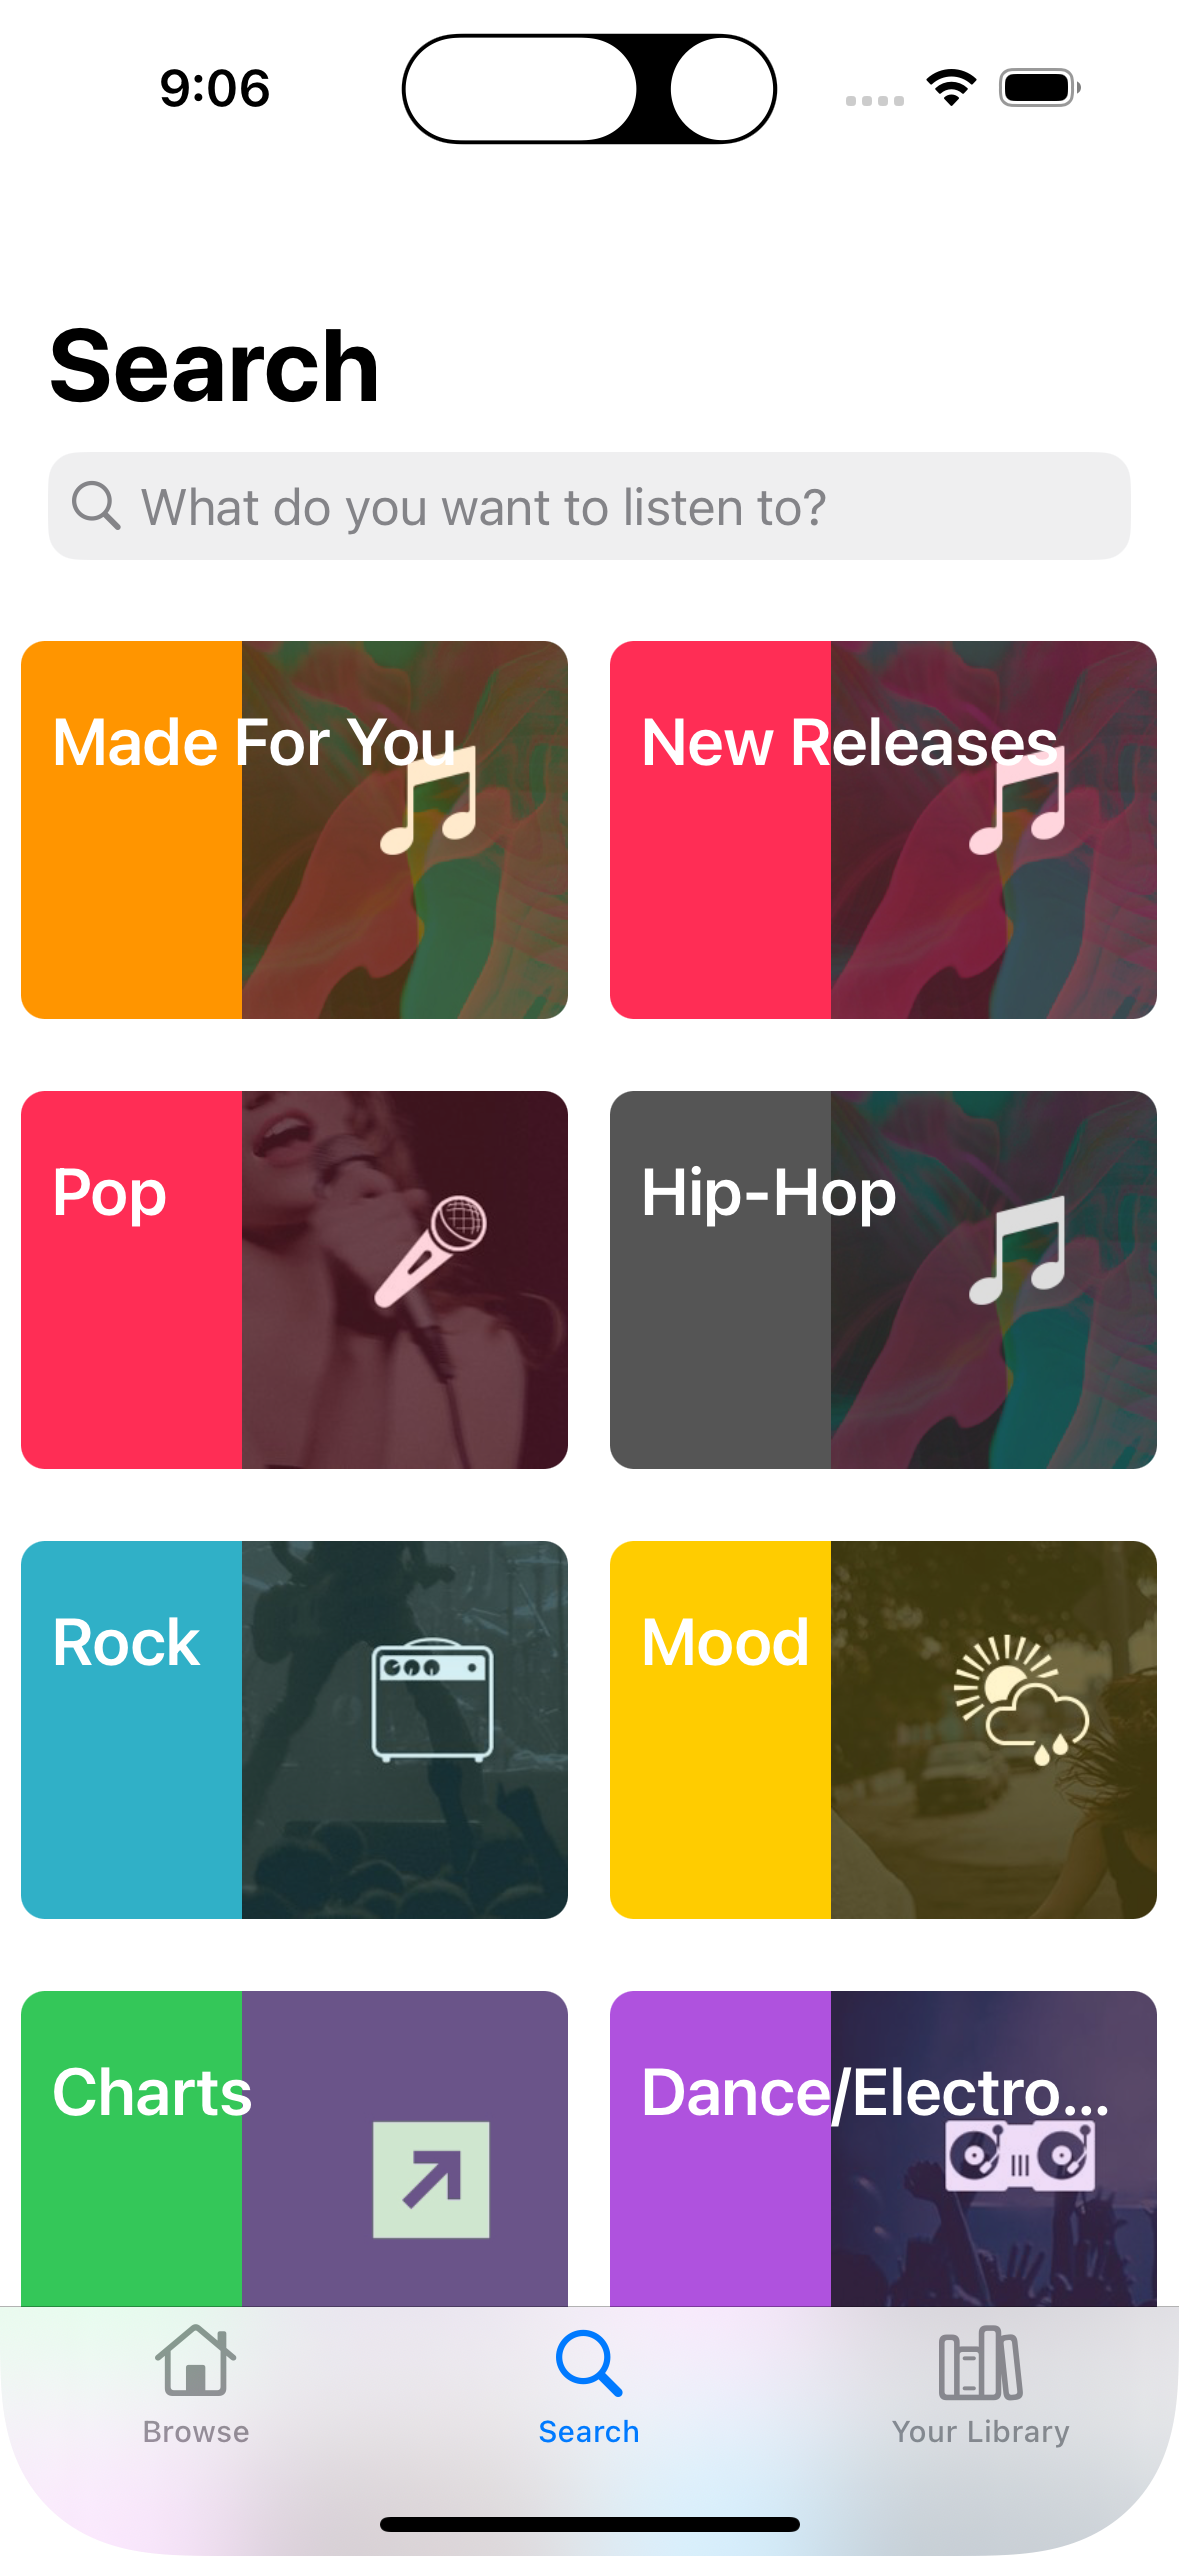 9:06
Search
What do you want to listen to?
Made For You
New Releases
Pop
Hip-Hop
Rock
Mood
Charts
Dance/Electro...
Browse
Search
Your Library